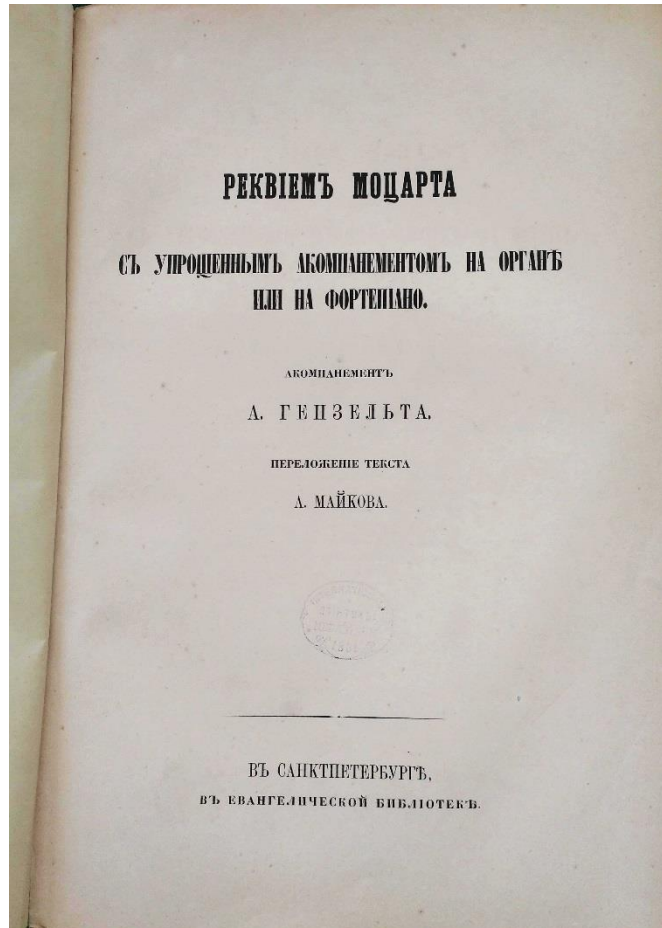 РЕКВІЕМЪ МОЦАРТА
СЪ УПРОЩЕННЫМЪ АКОМПАНЕМЕНТОМЪ НА ОРГАНѢ
ИЛИ НА ФОРТЕПІАНО.
АКОМПАНЕМЕНТЪ
А. ГЕНЗЕЛЬТА.
ПЕРЕЛОЖЕНІЕ ТЕКСТА
А. МАЙКОВА.
ВЪ САНКТПЕТЕРБУРГѢ,
ВЪ ЕВАНГЕЛИЧЕСКОЙ БИБЛІОТЕКѢ.